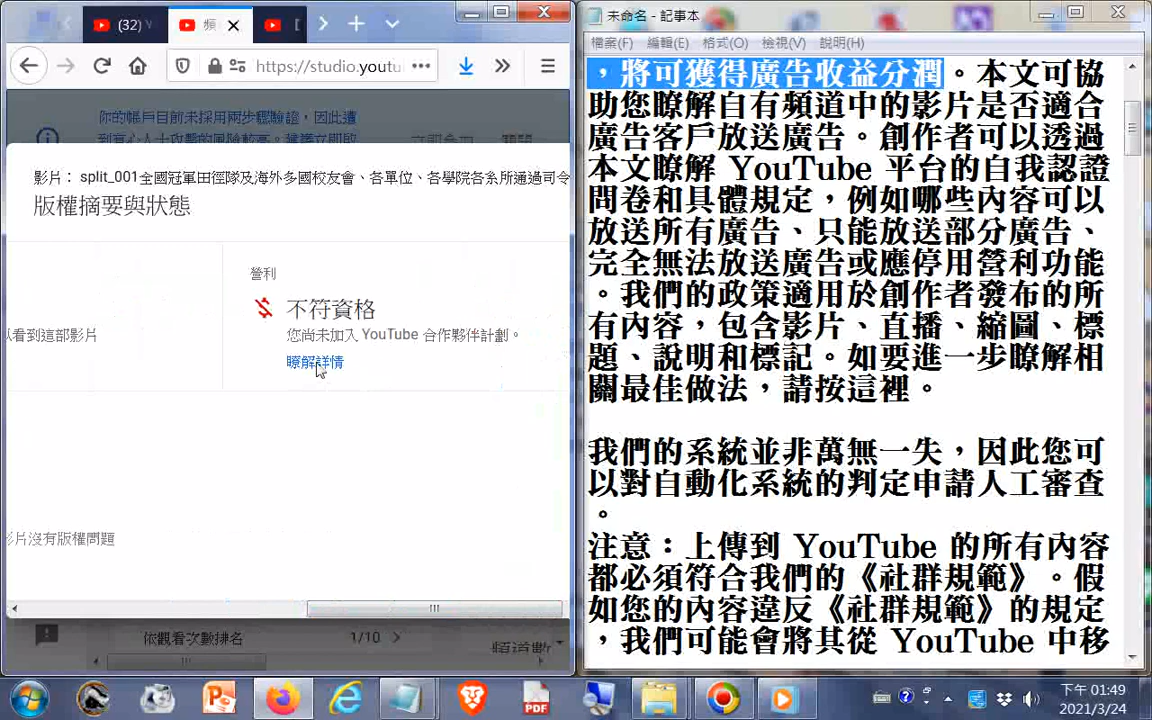 (32) Y
頻
https://studio.youtu
你的帳戶目前未採用兩步驟驗證，因此遭
影片： split_001全國冠軍田徑隊及海外多國校友會、各單位、各學院各系所通過司令
版權摘要與狀態
營利
不符資格
您尚未加入 YouTube 合作夥伴計劃。
瞭解詳情
以看到這部影片
影片沒有版權問題
依觀看次數排名
1/10
頻道數
未命名 - 記事本
檔案(F) 編輯(E) 格式(O) 檢視(V) 說明(H)
，將可獲得廣告收益分潤。本文可協
助您瞭解自有頻道中的影片是否適合
廣告客戶放送廣告。創作者可以透過
本文瞭解 YouTube 平台的自我認證
問卷和具體規定，例如哪些內容可以
放送所有廣告、只能放送部分廣告、
完全無法放送廣告或應停用營利功能
。我們的政策適用於創作者發布的所
有內容，包含影片、直播、縮圖、標
題、說明和標記。如要進一步瞭解相
關最佳做法，請按這裡。
我們的系統並非萬無一失，因此您可
以對自動化系統的判定申請人工審查
。
注意：上傳到 YouTube 的所有內容
都必須符合我們的《社群規範》。假
如您的內容違反《社群規範》的規定
，我們可能會將其從 YouTube 中移
PDF
下午 01:49
2021/3/24